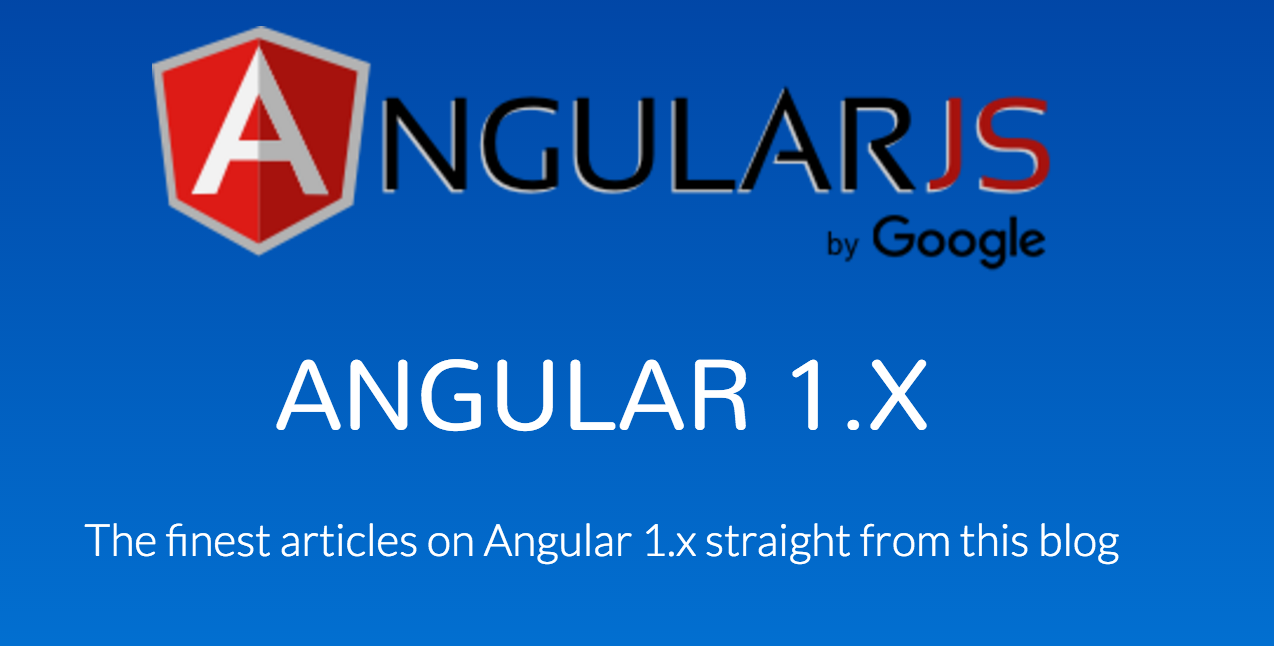 ANGULARJS
by Google
ANGULAR 1.X
The finest articles on Angular 1.x straight from this blog